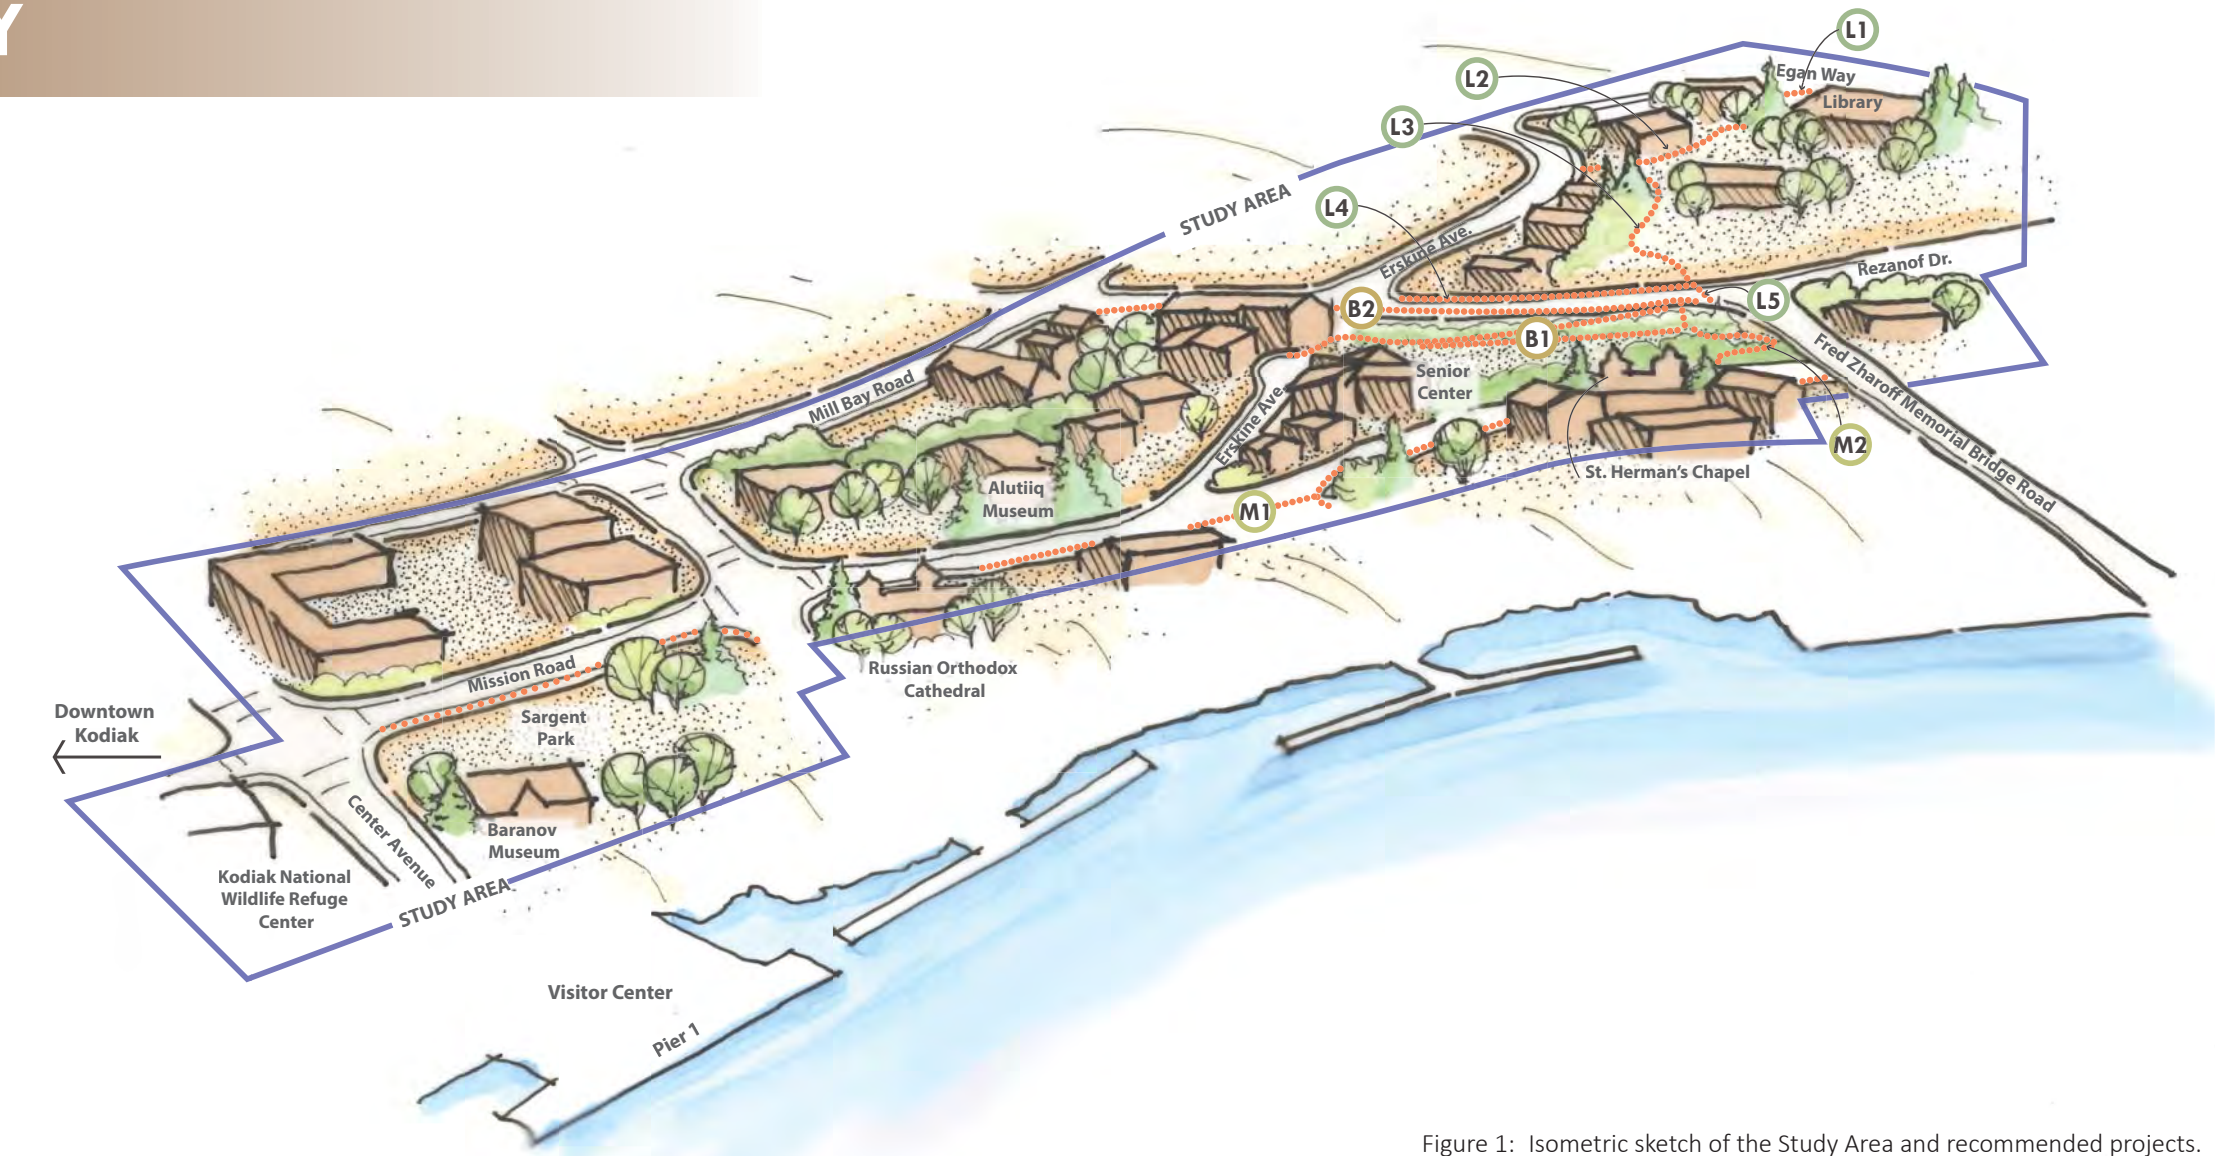 Y
L1
Egan Way
Library
L2
L3
STUDY AREA
L4
Erskine Ave.
Rezanof Dr.
L5
B2
B1
Fred Zharoff Memorial Bridge Road
Mill Bay Road
Senior
Center
Erskine Ave.
M2
St. Herman's Chapel
Alutiiq
Museum
M1
Russian Orthodox
Cathedral
Mission Road
Downtown
Kodiak
Sargent
Park
Baranov
Museum
Center Avenue
Kodiak National
Wildlife Refuge
Center
STUDY AREA
Visitor Center
Pier 1
Figure 1: Isometric sketch of the Study Area and recommended projects.